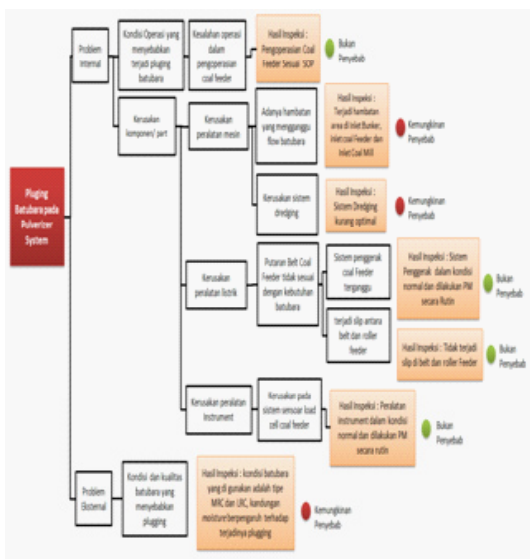 Pluging
Batubara pada
Pulverizer
System
Problem
Internal
Kondisi Operasi yang
menyebabkan
terjadi pluging
batubara
Kesalahan operasi
dalam
pengoperasian
coal feeder
Hasil Inspeksi :
Pengoperasian Coal
Feeder Sesuai SOP
Bukan
Penyebab
Kerusakan
komponen/ part
Kerusakan
peralatan mesin
Adanya hambatan
yang mengganggu
flow batubara
Hasil Inspeksi :
Terjadi hambatan
area di inlet Bunker,
inlet coal Feeder dan
Inlet Coal Mill
Kemungkinan
Penyebab
Kerusakan sistem
dredging
Hasil Inspeksi :
Sistem Dredging
kurang optimal
Kemungkinan
Penyebab
Kerusakan
peralatan listrik
Putaran Belt Coal
Feeder tidak sesuai
dengan kebutuhan
batubara
Sistem penggerak
coal Feeder
terganggu
Hasil Inspeksi : Sistem
Penggerak dalam kondisi
normal dan dilakukan PM
secara Rutin
Bukan
Penyebab
terjadi slip antara
belt dan roller
feeder
Hasil Inspeksi : Tidak terjadi
slip di belt dan roller Feeder
Bukan
Penyebab
Kerusakan peralatan
Instrument
Kerusakan pada
sistem sensoar load
cell coal feeder
Hasil Inspeksi : Peralatan
instrument dalam kondisi
normal dan dilakukan PM
secara rutin
Bukan
Penyebab
Problem
Eksternal
Kondisi dan kualitas
batubara yang
menyebabkan
plugging
Hasil Inspeksi : kondisi batubara
yang di gunakan adalah tipe
MRC dan LRC, kandungan
moisture berpengaruh terhadap
terjadinya plugging
Kemungkinan
Penyebab